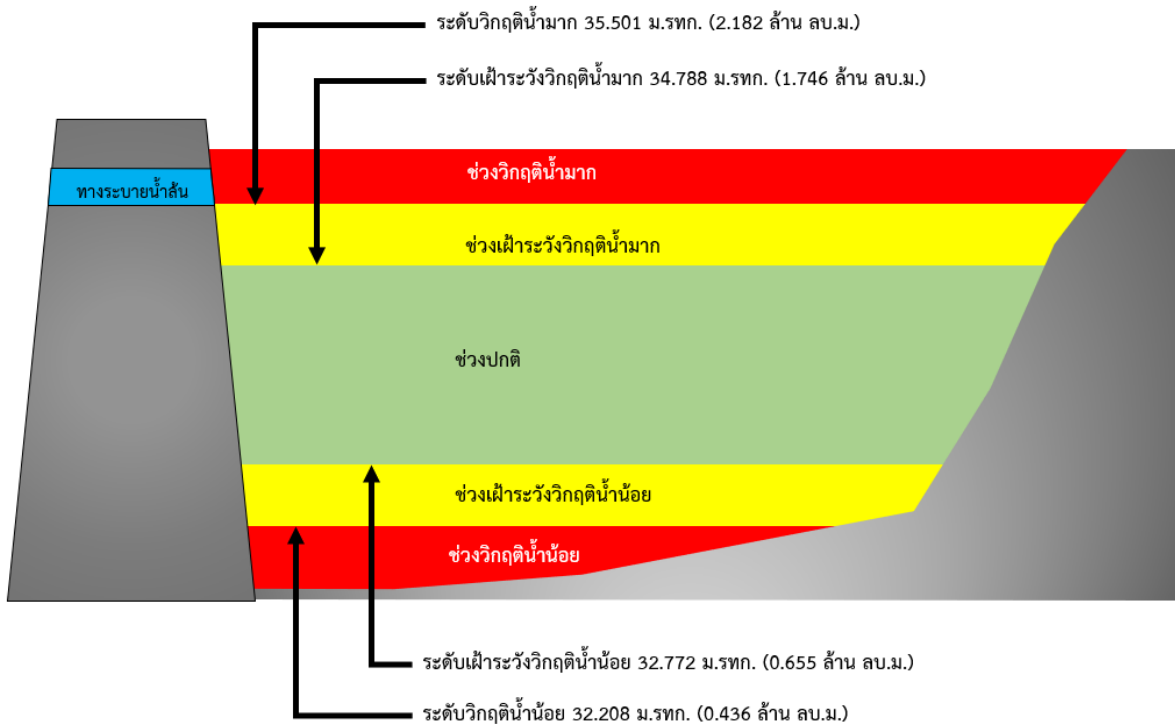 ระดับวิกฤติน้ำมาก 35.501 ม.รทก. (2.182 ล้าน ลบ.ม.)
ระดับเฝ้าระวังวิกฤติน้ำมาก 34.788 ม.รทก. (1.746 ล้าน ลบ.ม.)
ช่วงวิกฤติน้ำมาก
ทางระบายน้ำล้น
ช่วงเฝ้าระวังวิกฤติน้ำมาก
ช่วงปกติ
ช่วงเฝ้าระวังวิกฤติน้ำน้อย
ช่วงวิกฤติน้ำน้อย
ระดับเฝ้าระวังวิกฤติน้ำน้อย 32.772 ม.รทก. (0.655 ล้าน ลบ.ม.)
ระดับวิกฤติน้ำน้อย 32.208 ม.รทก. (0.436 ล้าน ลบ.ม.)